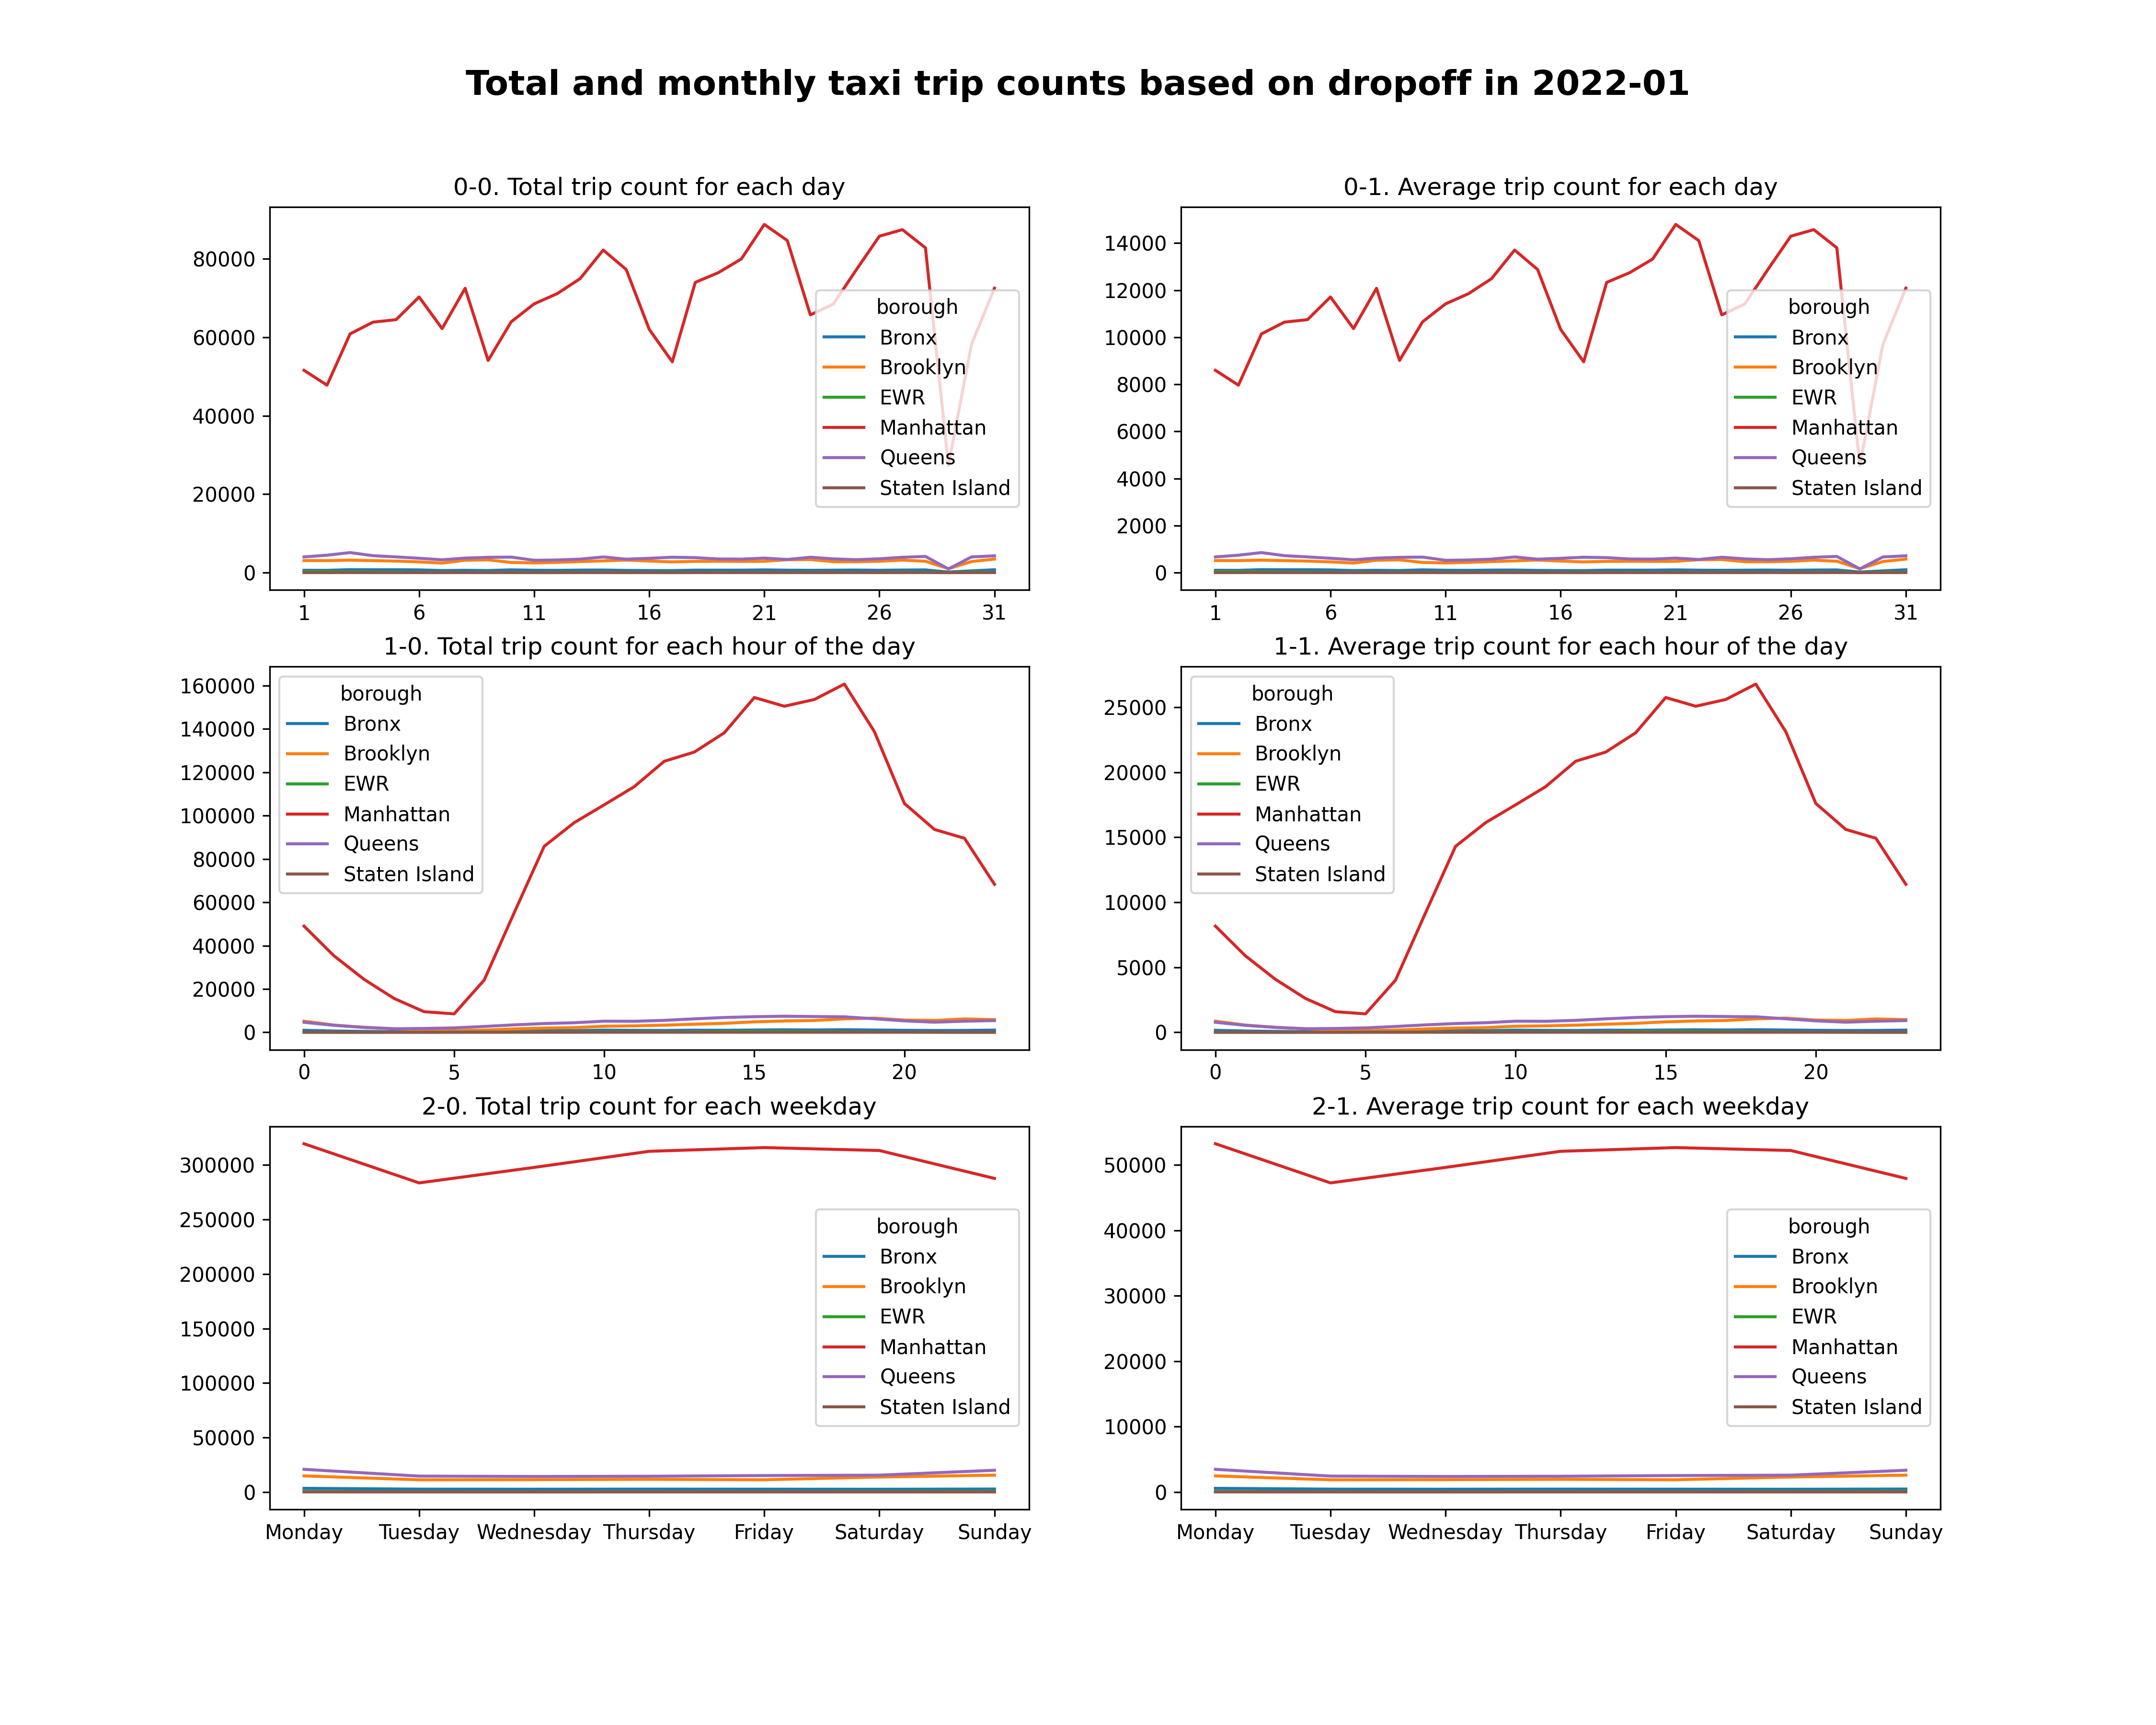 Total and monthly taxi trip counts based on dropoff in 2022-01
0-0. Total trip count for each day
80000
60000
40000
20000
0
borough
Bronx
Brooklyn
EWR
Manhattan
Queens
Staten Island
1 6 11 16 21 26 31
0-1. Average trip count for each day
14000
12000
10000
8000
6000
4000
2000
0
borough
Bronx
Brooklyn
EWR
Manhattan
Queens
Staten Island
1 6 11 16 21 26 31
1-0. Total trip count for each hour of the day
160000
140000
120000
100000
80000
60000
40000
20000
0
borough
Bronx
Brooklyn
EWR
Manhattan
Queens
Staten Island
0 5 10 15 20
1-1. Average trip count for each hour of the day
25000
20000
15000
10000
5000
0
borough
Bronx
Brooklyn
EWR
Manhattan
Queens
Staten Island
0 5 10 15 20
2-0. Total trip count for each weekday
300000
250000
200000
150000
100000
50000
0
borough
Bronx
Brooklyn
EWR
Manhattan
Queens
Staten Island
Monday Tuesday Wednesday Thursday Friday Saturday Sunday
2-1. Average trip count for each weekday
50000
40000
30000
20000
10000
0
borough
Bronx
Brooklyn
EWR
Manhattan
Queens
Staten Island
Monday Tuesday Wednesday Thursday Friday Saturday Sunday